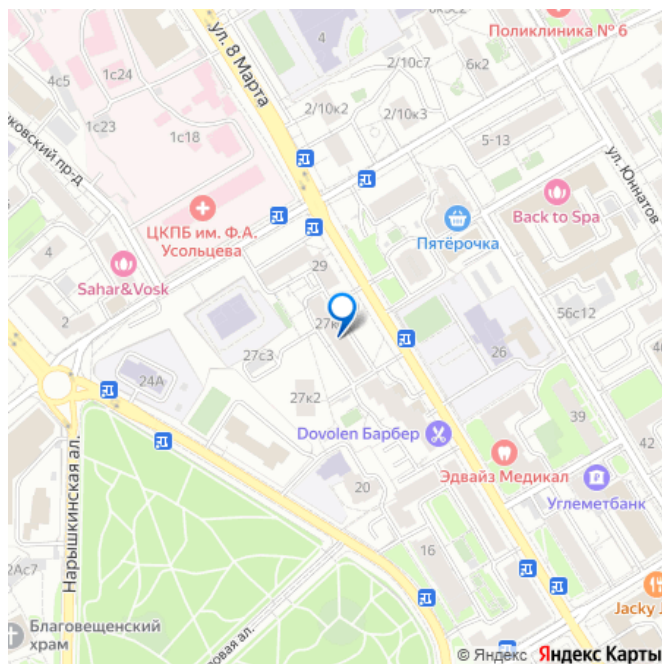 6к5с2
Поликлиника № 6
4
ул. 8 Марта
2/10с7
6к2
1с24
4с5
2/10к2
2/10к3
1с23
1с18
5-13
ковский пр-д
ул. Юннатов
ЦКПБ им. Ф.А.
Усольцева
Back to Spa
Пятёрочка
4
29
Sahar&Vosk
56с12
2
27к
27с3
26
24А
27к2
39
Dovolen Барбер
42
Эдвайз Медикал
20
Углеметбанк
Нарышкинская ал.
16
2Ас7
Jacky J
Благовещенский
храм
овая ал.
© Яндекс Яндекс Карты